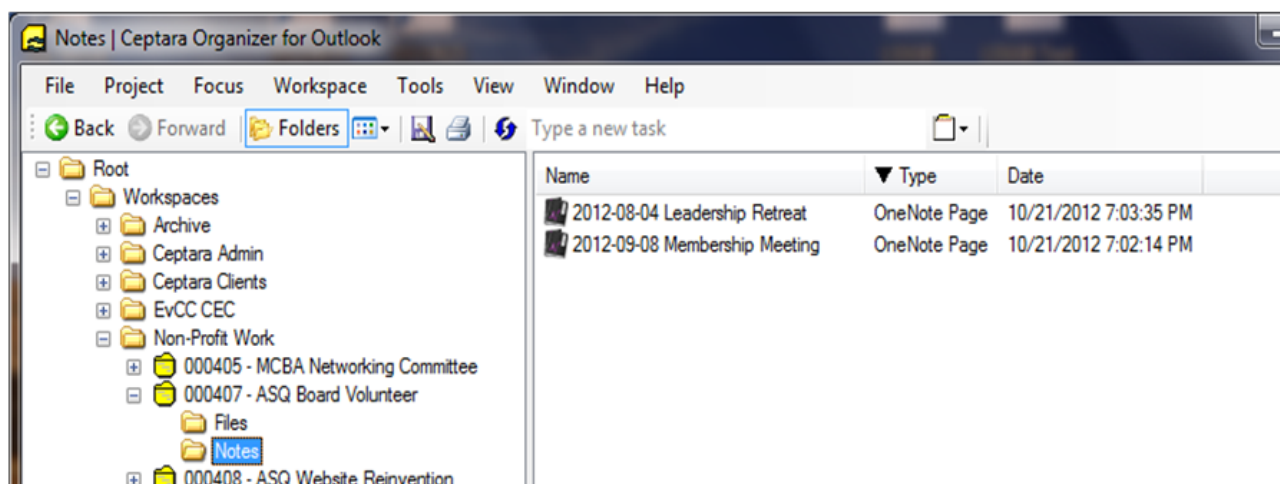 Notes | Ceptara Organizer for Outlook
File Project Focus Workspace Tools View Window Help
Back Forward Folders Type a new task
Root
Workspaces
Archive
Ceptara Admin
Ceptara Clients
EvCC CEC
Non-Profit Work
000405 - MCBA Networking Committee
000407 - ASQ Board Volunteer
Files
Notes
000408 - ASQ Website Reinvention
Name Type Date
2012-08-04 Leadership Retreat OneNote Page 10/21/2012 7:03:35 PM
2012-09-08 Membership Meeting OneNote Page 10/21/2012 7:02:14 PM